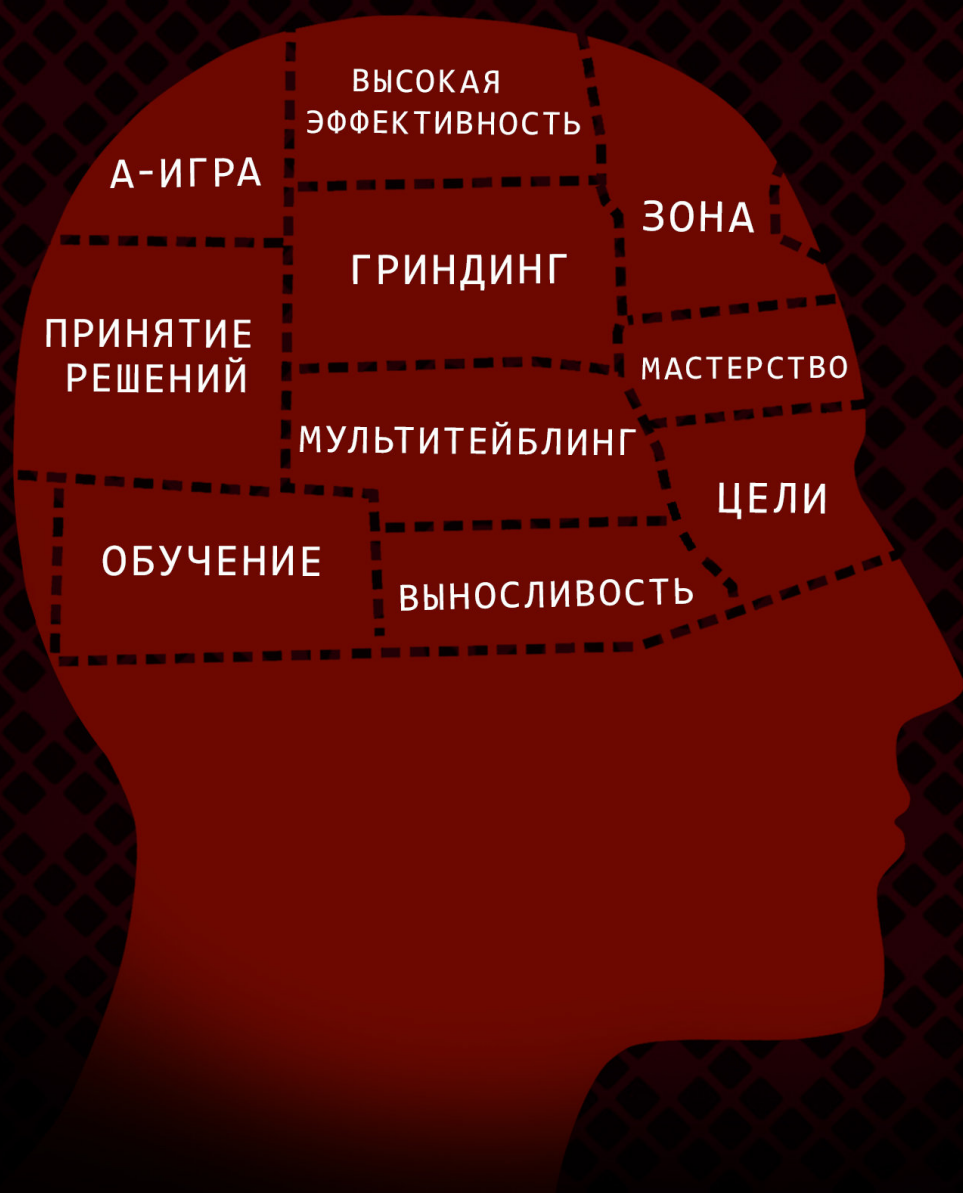 ВЫСОКАЯ
ЭФФЕКТИВНОСТЬ
А-ИГРА
ЗОНА
ГРИНДИНГ
ПРИНЯТИЕ
РЕШЕНИЙ
МАСТЕРСТВО
МУЛЬТИТЕЙБЛИНГ
ЦЕЛИ
ОБУЧЕНИЕ
ВЫНОСЛИВОСТЬ